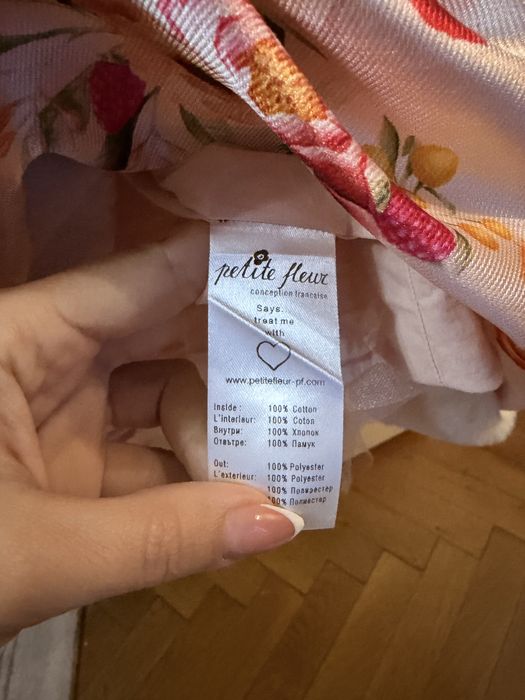 petite fleur
conception francaise
Says:
treat me
with
www.petitefleur-pf.com
Inside: 100% Cotton
L'interieur: 100% Coton
Внутри: 100% Хлопок
Отвътре: 100% Памук
Out: 100% Polyester
L'exterieur: 100% Polyester
100% Полиэстер
100% Полиестер